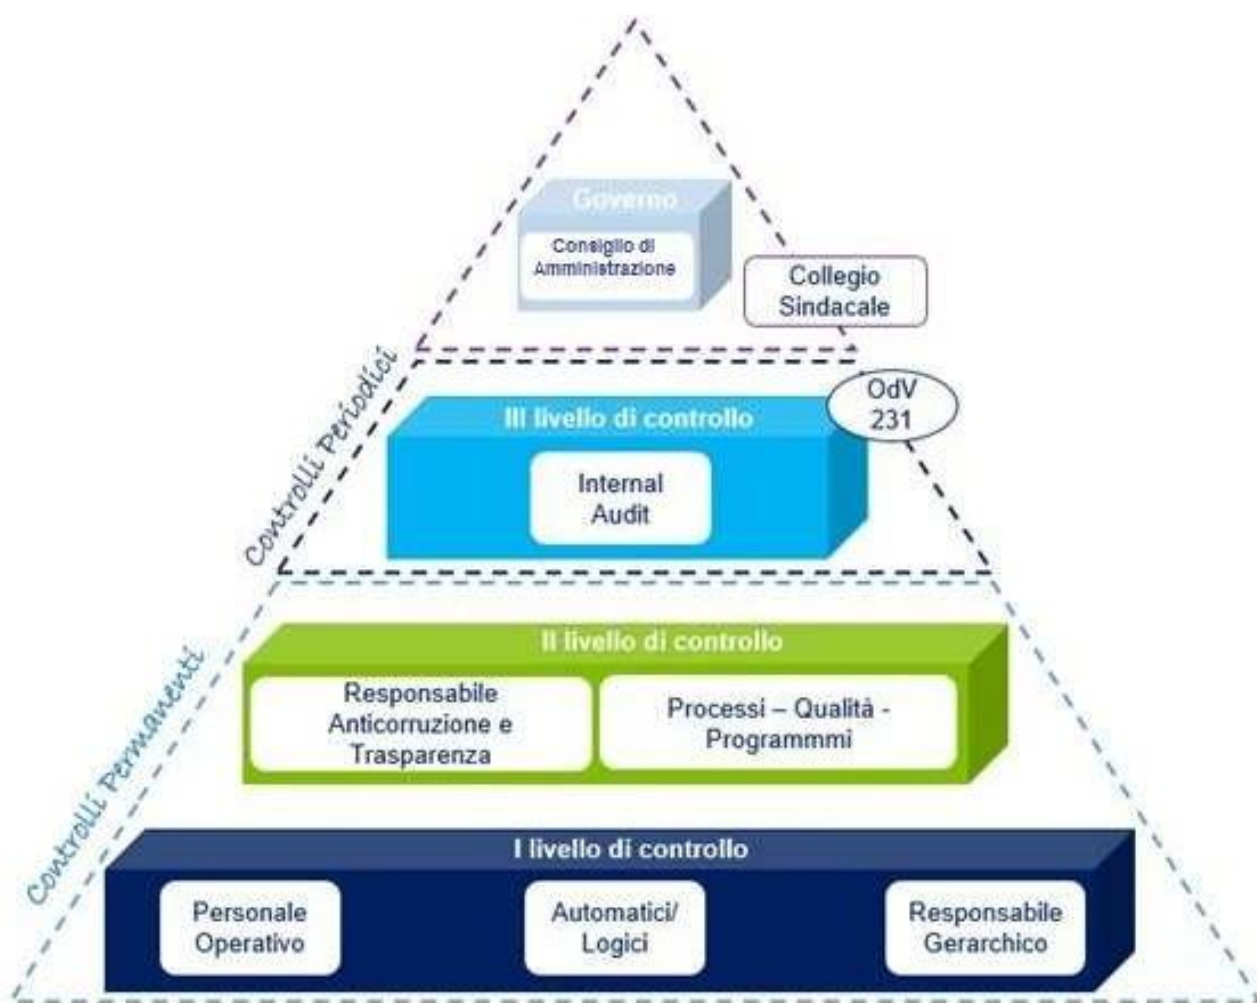 Governo
Consiglio di
Amministrazione
Collegio
Sindacale
Controlli Periodici
OdV
231
III livello di controllo
Internal
Audit
Controlli Permanenti
II livello di controllo
Responsabile
Anticorruzione e
Trasparenza
Processi – Qualità -
Programmmi
I livello di controllo
Personale
Operativo
Automatici/
Logici
Responsabile
Gerarchico